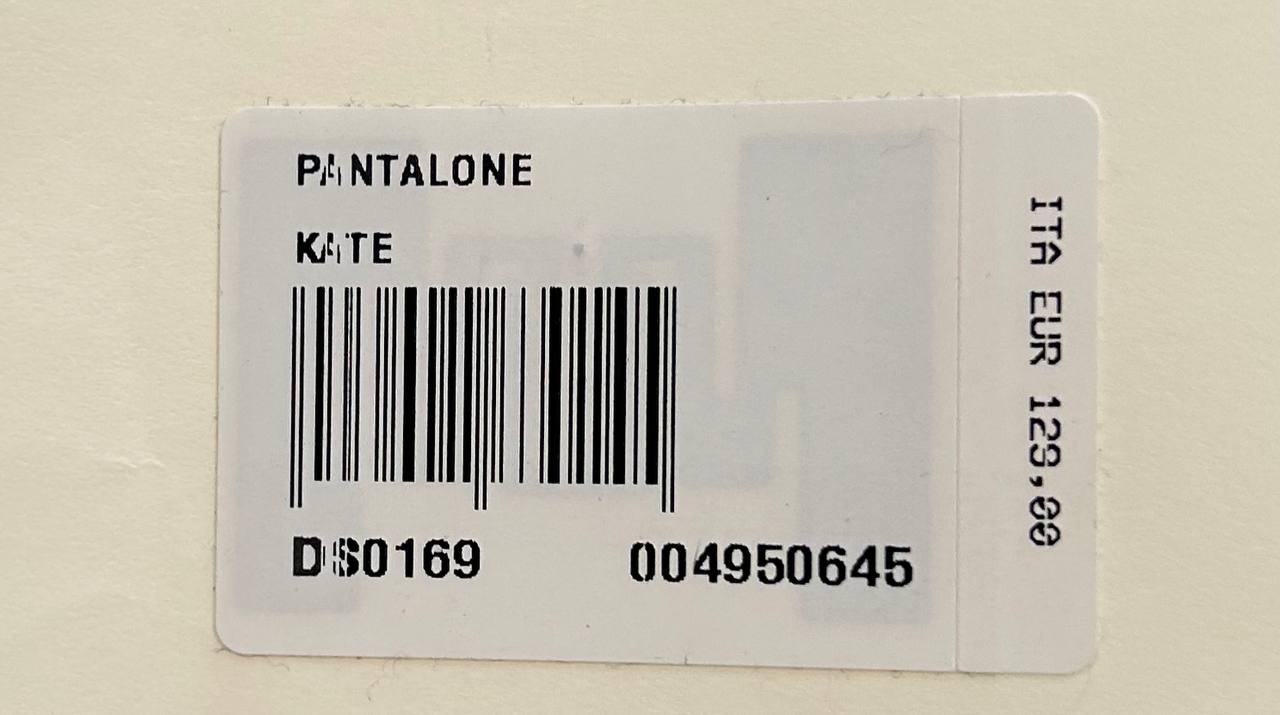 PANTALONE
KATE
DS0169 004950645
ITA EUR 129,00